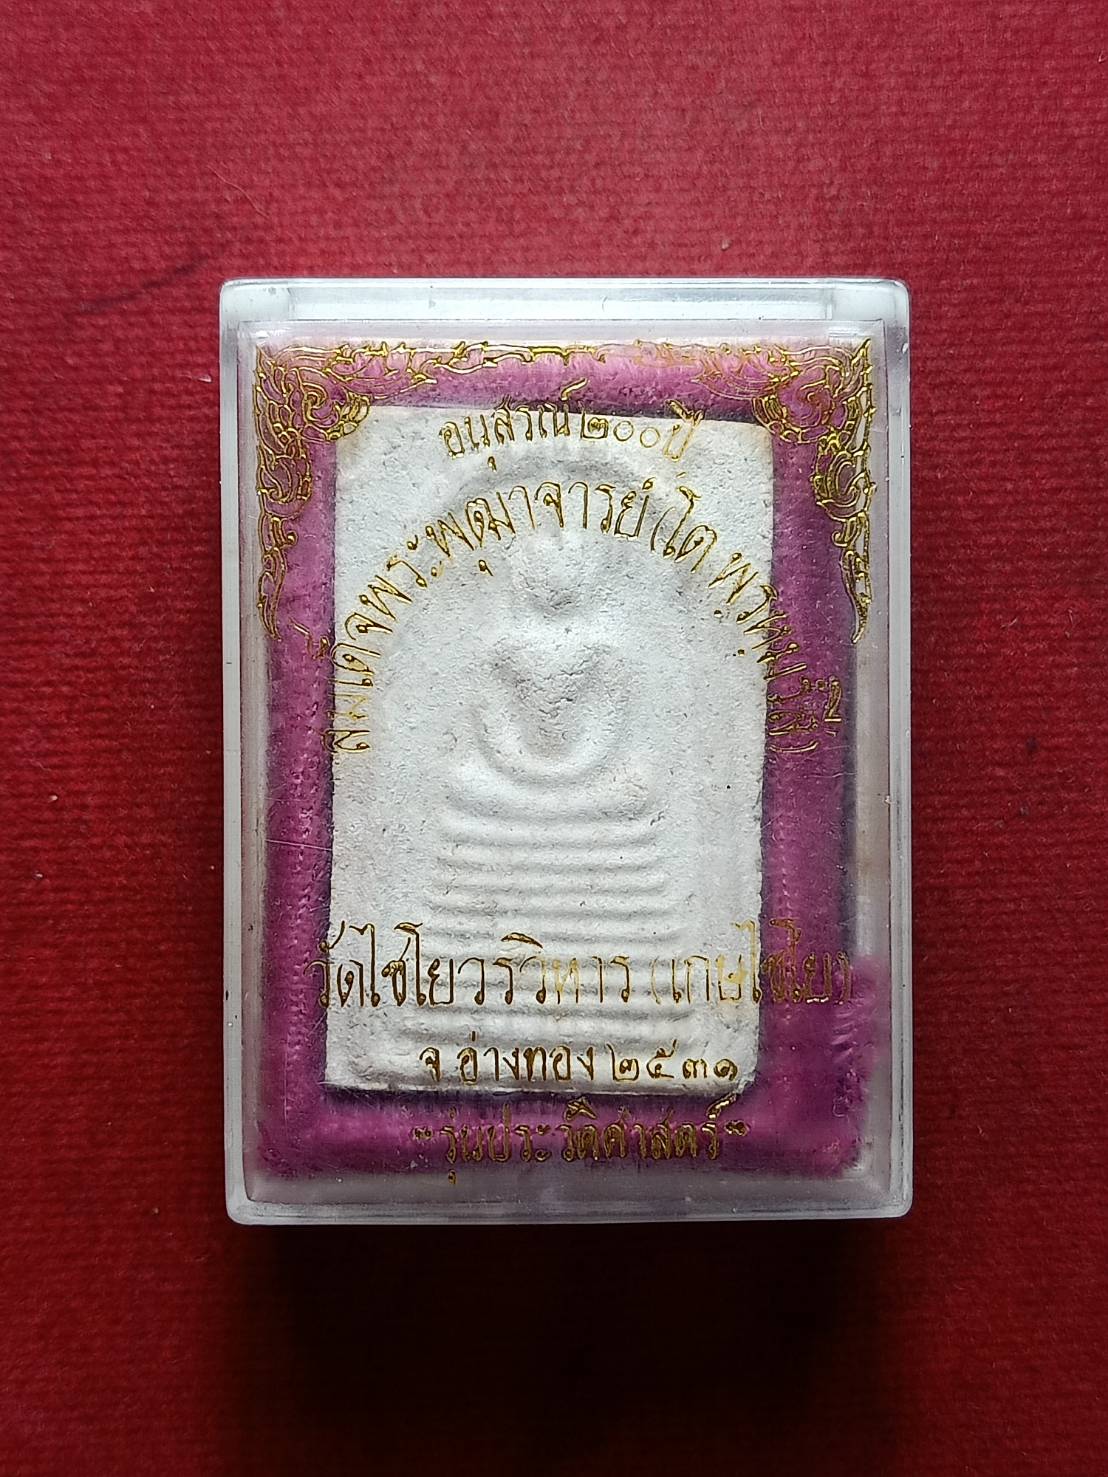 อนุสรณ์ ๒๐๐ ปี
สมเด็จพระพุฒาจารย์ (โต พรฺหมรํสี)
วัดไชโยวรวิหาร (เกษไชโย)
จ.อ่างทอง ๒๕๓๑
"รุ่นประวัติศาสตร์"